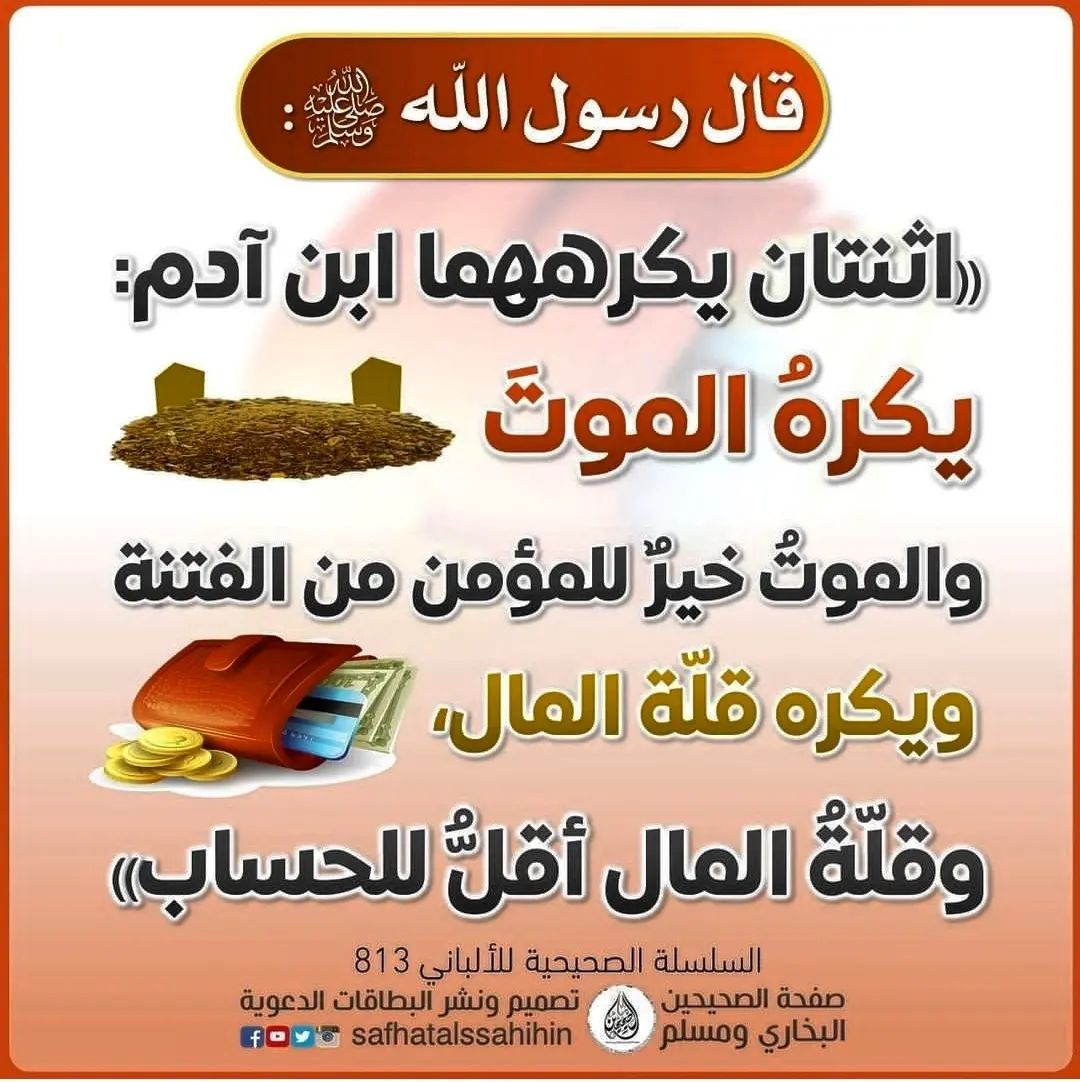 قال رسول الله ﷺ :
«اثنتان يكرههما ابن آدم:
يكرهُ الموتَ
والموتُ خيرٌ للمؤمن من الفتنة
ويكره قلّة المال،
وقلّةُ المال أقلُّ للحساب»
السلسلة الصحيحية للألباني 813
صفحة الصحيحين
البخاري ومسلم
تصميم ونشر البطاقات الدعوية
safhatalssahihin